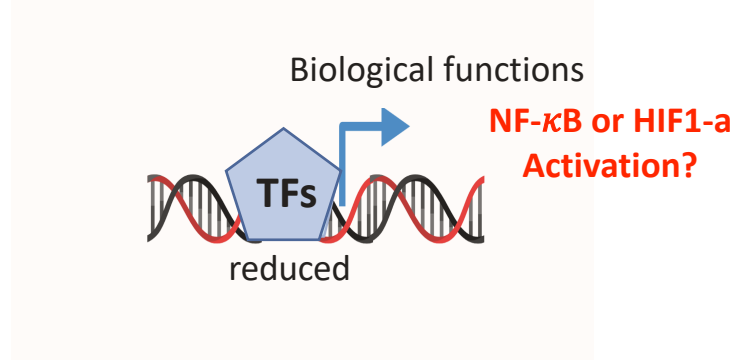 Biological functions
NF-κB or HIF1-a
Activation?
TFs
reduced